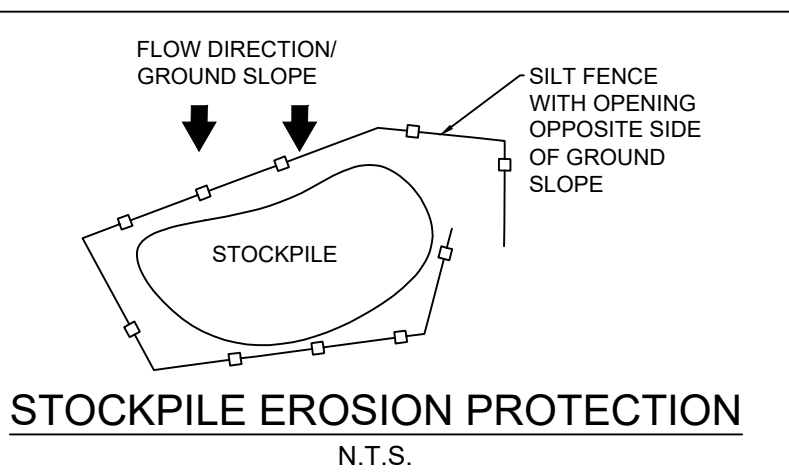 FLOW DIRECTION/
GROUND SLOPE
SILT FENCE
WITH OPENING
OPPOSITE SIDE
OF GROUND
SLOPE
STOCKPILE
STOCKPILE EROSION PROTECTION
N.T.S.